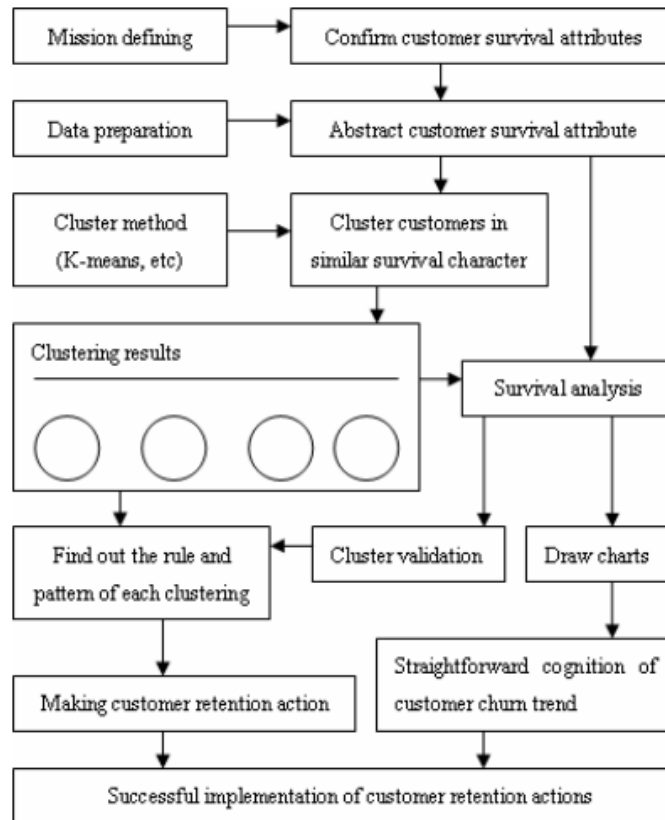 Mission defining
Confirm customer survival attributes
Data preparation
Abstract customer survival attribute
Cluster method
(K-means, etc)
Cluster customers in
similar survival character
Clustering results
Survival analysis
Find out the rule and
pattern of each clustering
Cluster validation
Draw charts
Making customer retention action
Straightforward cognition of
customer churn trend
Successful implementation of customer retention actions